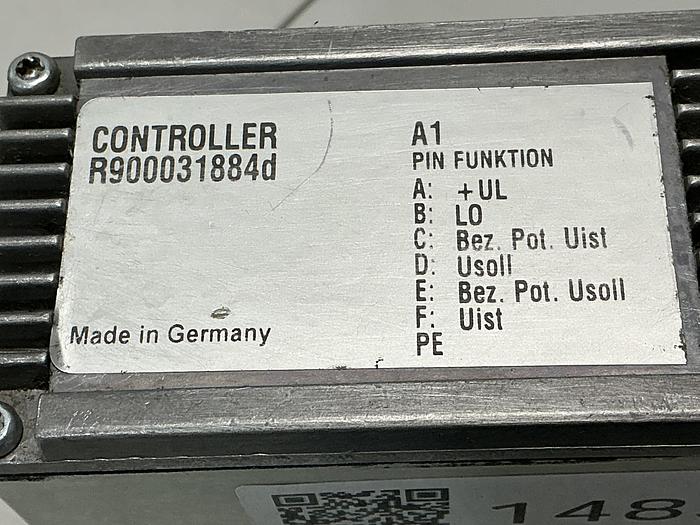 CONTROLLER
R900031884d
Made in Germany
A1
PIN FUNKTION
A: +UL
B: LO
C: Bez. Pot. Uist
D: Usoll
E: Bez. Pot. Usoll
F: Uist
PE
148